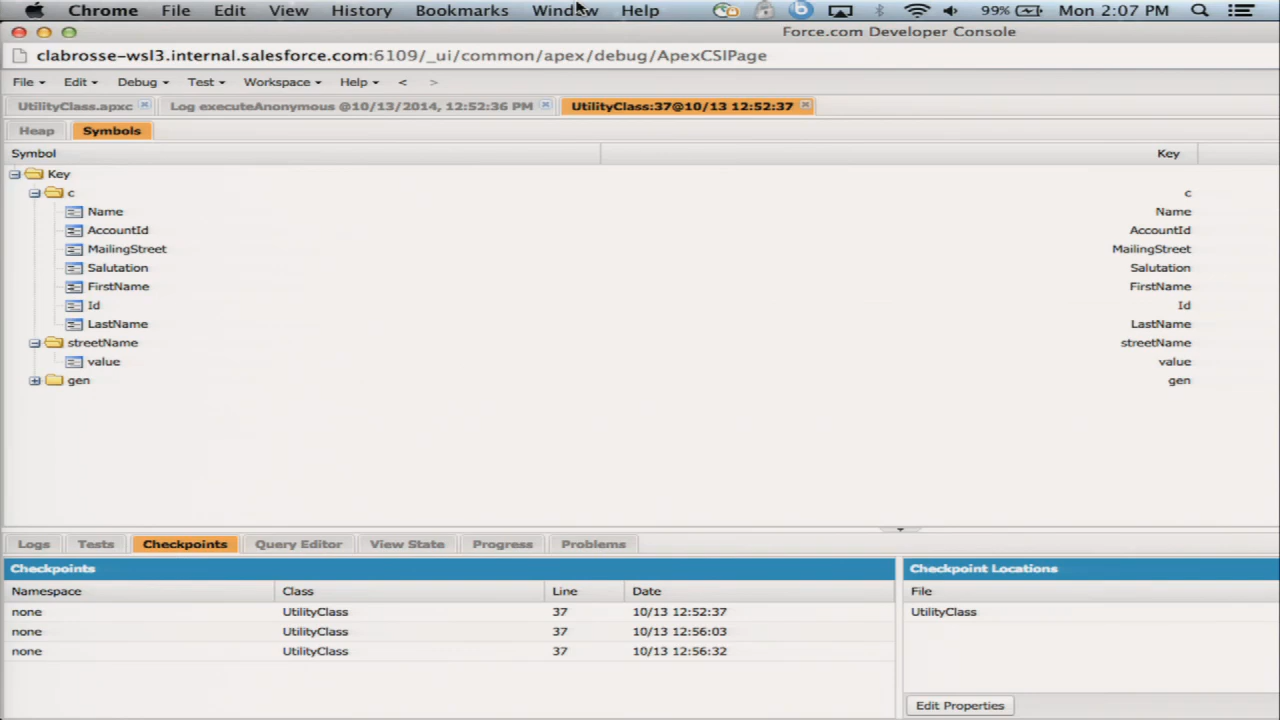 Chrome File Edit View History Bookmarks Window Help 99% Mon 2:07 PM
Force.com Developer Console
clabrosse-wsl3.internal.salesforce.com:6109/_ui/common/apex/debug/ApexCSIPage
File Edit Debug Test Workspace Help < >
UtilityClass.apxc Log executeAnonymous @10/13/2014, 12:52:36 PM UtilityClass:37@10/13 12:52:37
Heap Symbols
Symbol Key
Key
c c
Name Name
AccountId AccountId
MailingStreet MailingStreet
Salutation Salutation
FirstName FirstName
Id Id
LastName LastName
streetName streetName
value value
gen gen
Logs Tests Checkpoints Query Editor View State Progress Problems
Checkpoints Checkpoint Locations
Namespace Class Line Date File
none UtilityClass 37 10/13 12:52:37 UtilityClass
none UtilityClass 37 10/13 12:56:03
none UtilityClass 37 10/13 12:56:32
Edit Properties